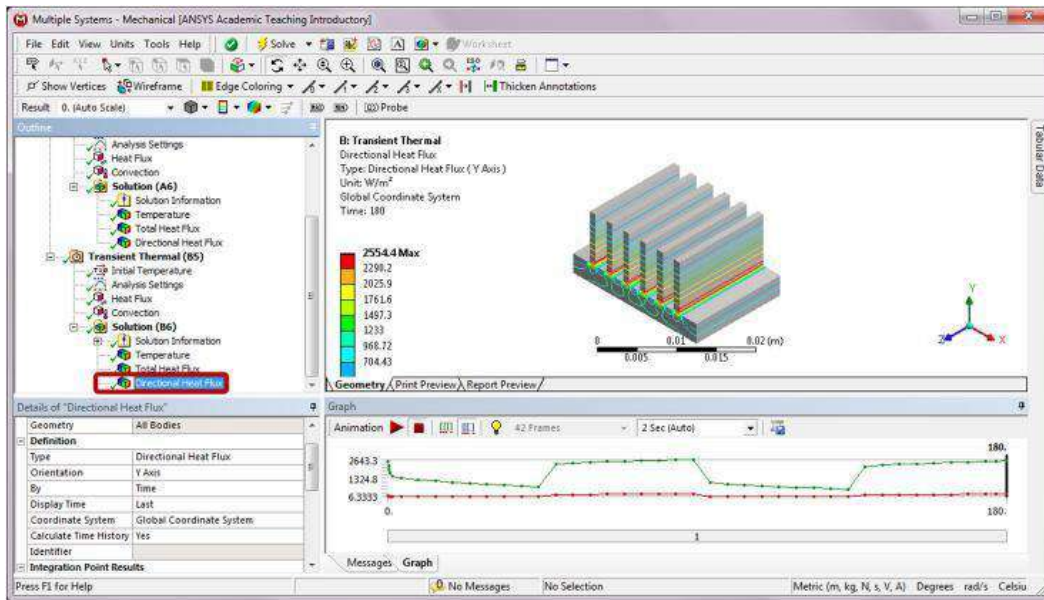 Multiple Systems - Mechanical [ANSYS Academic Teaching Introductory]
File Edit View Units Tools Help Solve Worksheet
Show Vertices Wireframe Edge Coloring Thicken Annotations
Result 0. (Auto Scale) Probe
Outline
Analysis Settings
Heat Flux
Convection
Solution (A6)
Solution Information
Temperature
Total Heat Flux
Directional Heat Flux
Transient Thermal (B5)
Initial Temperature
Analysis Settings
Heat Flux
Convection
Solution (B6)
Solution Information
Temperature
Total Heat Flux
Directional Heat Flux
B: Transient Thermal
Directional Heat Flux
Type: Directional Heat Flux ( Y Axis )
Unit: W/m²
Global Coordinate System
Time: 180
2554.4 Max
2290.2
2025.9
1761.6
1497.3
1233
968.72
704.43
0 0.01 0.02 (m)
0.005 0.015
Y
Z X
Tabular Data
Geometry Print Preview Report Preview
Details of "Directional Heat Flux"
Geometry All Bodies
Definition
Type Directional Heat Flux
Orientation Y Axis
By Time
Display Time Last
Coordinate System Global Coordinate System
Calculate Time History Yes
Identifier
Integration Point Results
Graph
Animation 42 Frames 2 Sec (Auto)
180.
2643.3
1324.8
6.3333
0. 180.
1
Messages Graph
Press F1 for Help No Messages No Selection Metric (m, kg, N, s, V, A) Degrees rad/s Celsiu